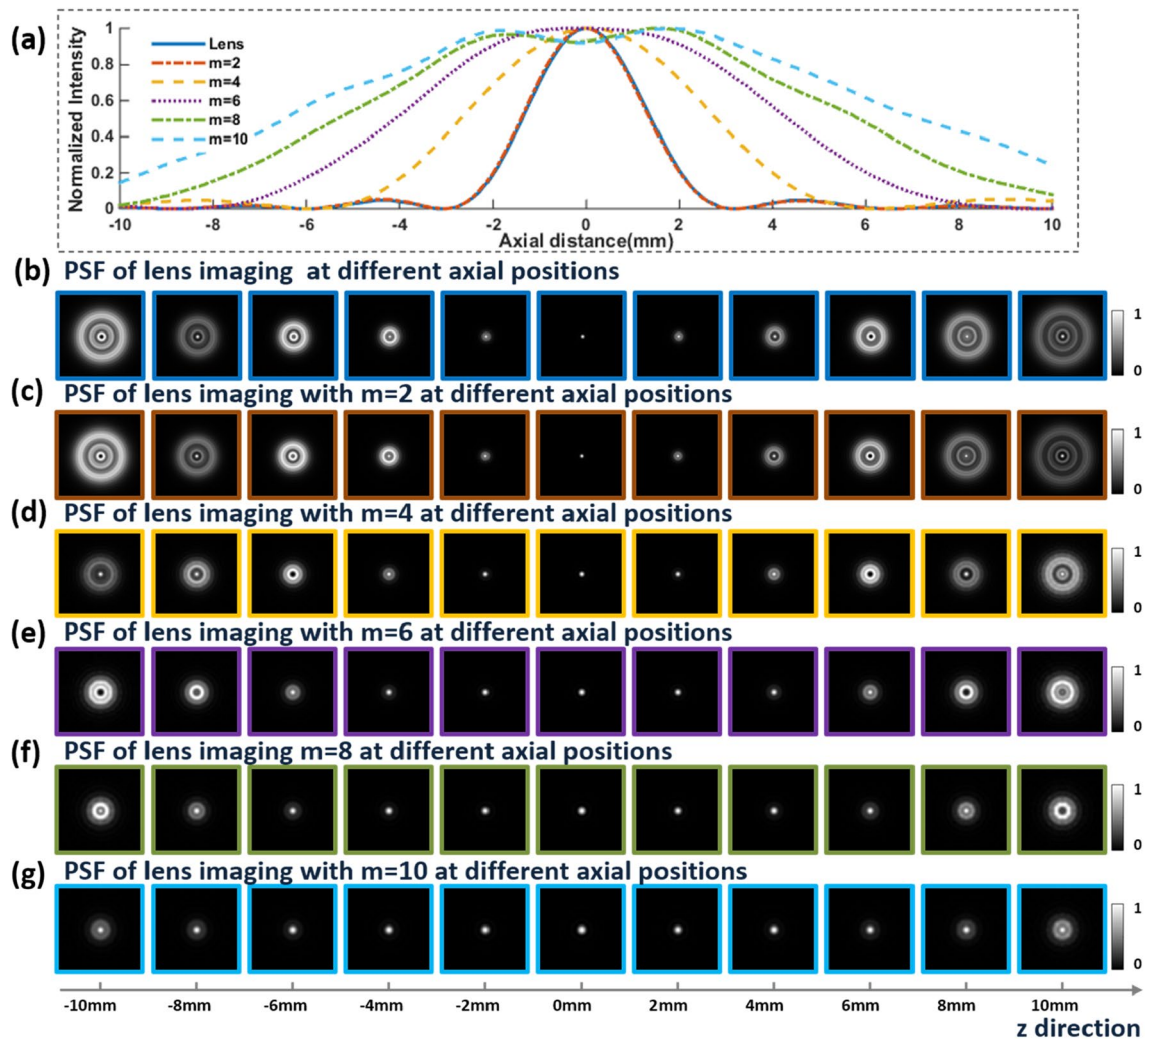 (a)
Normalized Intensity
1
0.8
0.6
0.4
0.2
0
Lens
m=2
m=4
m=6
m=8
m=10
-10 -8 -6 -4 -2 0 2 4 6 8 10
Axial distance(mm)
(b) PSF of lens imaging at different axial positions
1
0
(c) PSF of lens imaging with m=2 at different axial positions
1
0
(d) PSF of lens imaging with m=4 at different axial positions
1
0
(e) PSF of lens imaging with m=6 at different axial positions
1
0
(f) PSF of lens imaging m=8 at different axial positions
1
0
(g) PSF of lens imaging with m=10 at different axial positions
1
0
-10mm -8mm -6mm -4mm -2mm 0mm 2mm 4mm 6mm 8mm 10mm
z direction